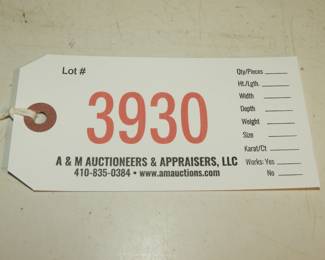 Lot #
3930
A & M AUCTIONEERS & APPRAISERS, LLC
410-835-0384 • www.amauctions.com
Qty/Pieces
Ht./Lgth.
Width
Depth
Weight
Size
Karat/Ct
Works: Yes
No